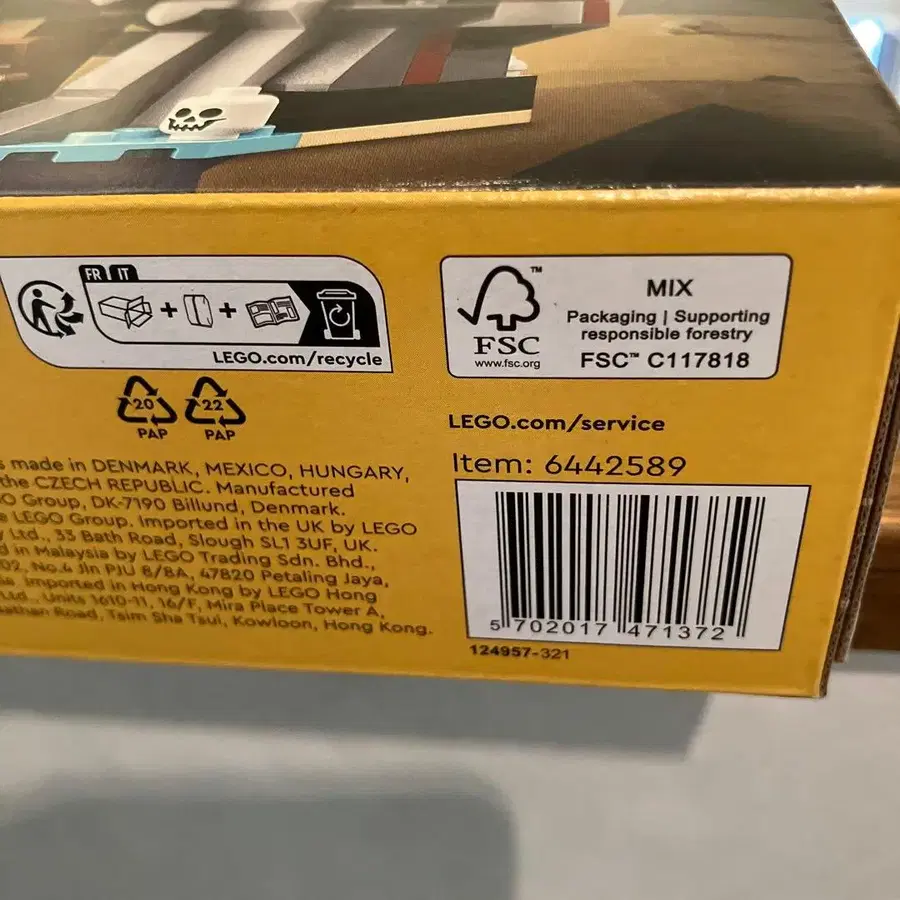 FR IT
LEGO.com/recycle
20
PAP
22
PAP
s made in DENMARK, MEXICO, HUNGARY,
the CZECH REPUBLIC. Manufactured
O Group, DK-7190 Billund, Denmark.
e LEGO Group. Imported in the UK by LEGO
y Ltd., 33 Bath Road, Slough SL1 3UF, UK.
d in Malaysia by LEGO Trading Sdn. Bhd.,
02, No.4 Jln PJU 8/8A, 47820 Petaling Jaya,
ia. Imported in Hong Kong by LEGO Hong
Ltd., Units 1610-11, 16/F, Mira Place Tower A,
Nathan Road, Tsim Sha Tsui, Kowloon, Hong Kong.
FSC™
www.fsc.org
MIX
Packaging | Supporting
responsible forestry
FSC™ C117818
LEGO.com/service
Item: 6442589
5 702017 471372
124957-321